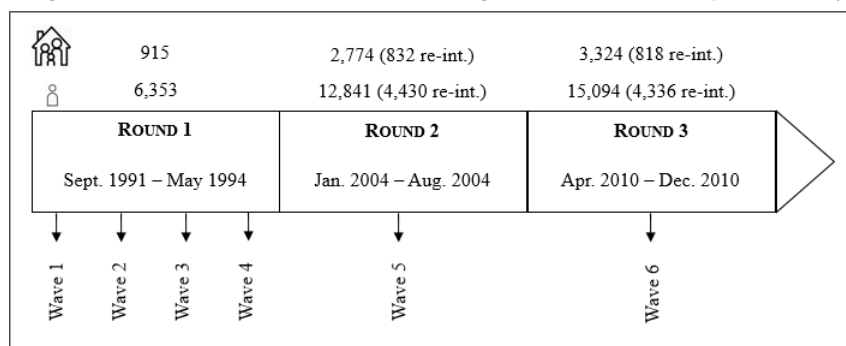 915 2,774 (832 re-int.) 3,324 (818 re-int.)
6,353 12,841 (4,430 re-int.) 15,094 (4,336 re-int.)
ROUND 1 ROUND 2 ROUND 3
Sept. 1991 – May 1994 Jan. 2004 – Aug. 2004 Apr. 2010 – Dec. 2010
Wave 1
Wave 2
Wave 3
Wave 4
Wave 5
Wave 6